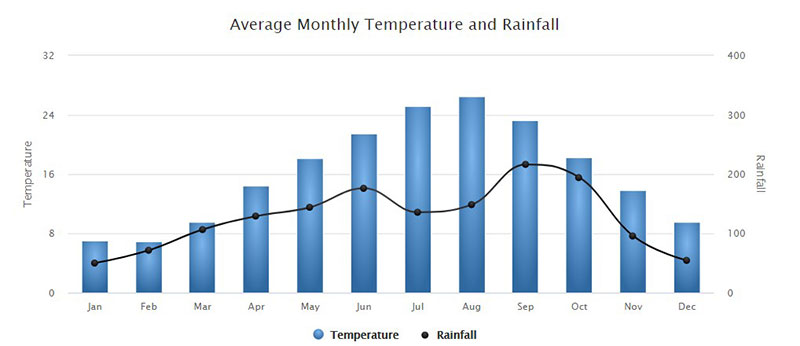 Average Monthly Temperature and Rainfall
32 400
24 300
16 200
8 100
0 0
Temperature
Rainfall
Jan Feb Mar Apr May Jun Jul Aug Sep Oct Nov Dec
Temperature Rainfall